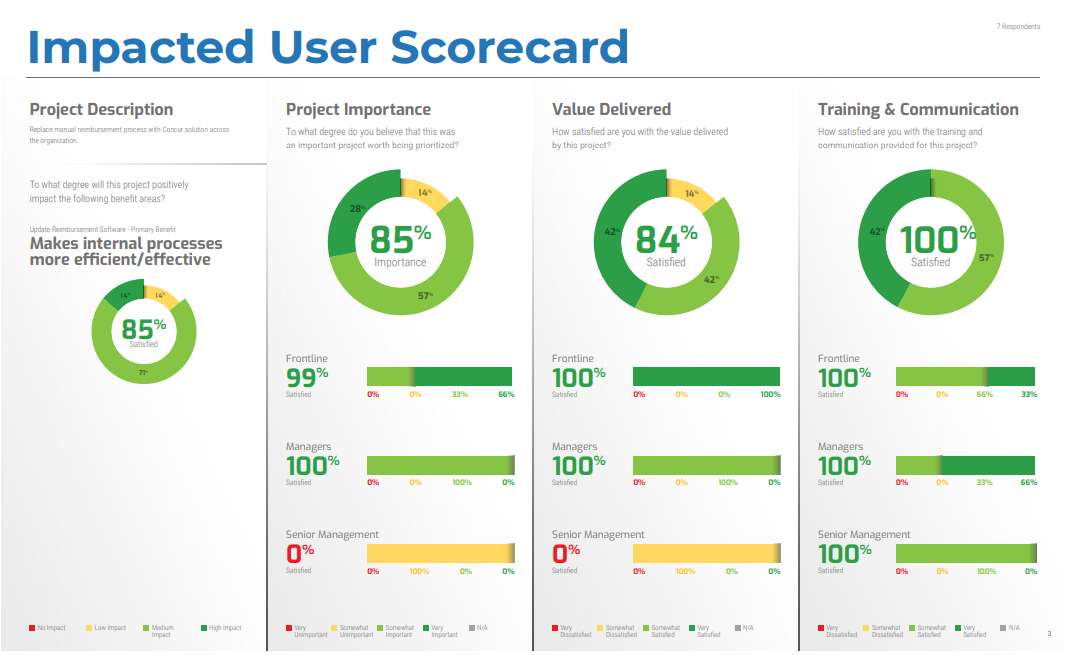 7 Respondents
Impacted User Scorecard
Project Description
Replace manual reimbursement process with Concur solution across
the organization.
To what degree will this project positively
impact the following benefit areas?
Update Reimbursement Software - Primary Benefit
Makes internal processes
more efficient/effective
14% 14%
85%
Satisfied
71%
No Impact Low Impact Medium Impact High Impact
Project Importance
To what degree do you believe that this was
an important project worth being prioritized?
14%
28%
85%
Importance
57%
Frontline
99%
Satisfied
0% 0% 33% 66%
Managers
100%
Satisfied
0% 0% 100% 0%
Senior Management
0%
Satisfied
0% 100% 0% 0%
Very Unimportant Somewhat Unimportant Somewhat Important Very Important N/A
Value Delivered
How satisfied are you with the value delivered
by this project?
14%
42%
84%
Satisfied
42%
Frontline
100%
Satisfied
0% 0% 0% 100%
Managers
100%
Satisfied
0% 0% 100% 0%
Senior Management
0%
Satisfied
0% 100% 0% 0%
Very Dissatisfied Somewhat Dissatisfied Somewhat Satisfied Very Satisfied N/A
Training & Communication
How satisfied are you with the training and
communication provided for this project?
42%
100%
Satisfied
57%
Frontline
100%
Satisfied
0% 0% 66% 33%
Managers
100%
Satisfied
0% 0% 33% 66%
Senior Management
100%
Satisfied
0% 0% 100% 0%
Very Dissatisfied Somewhat Dissatisfied Somewhat Satisfied Very Satisfied N/A
3